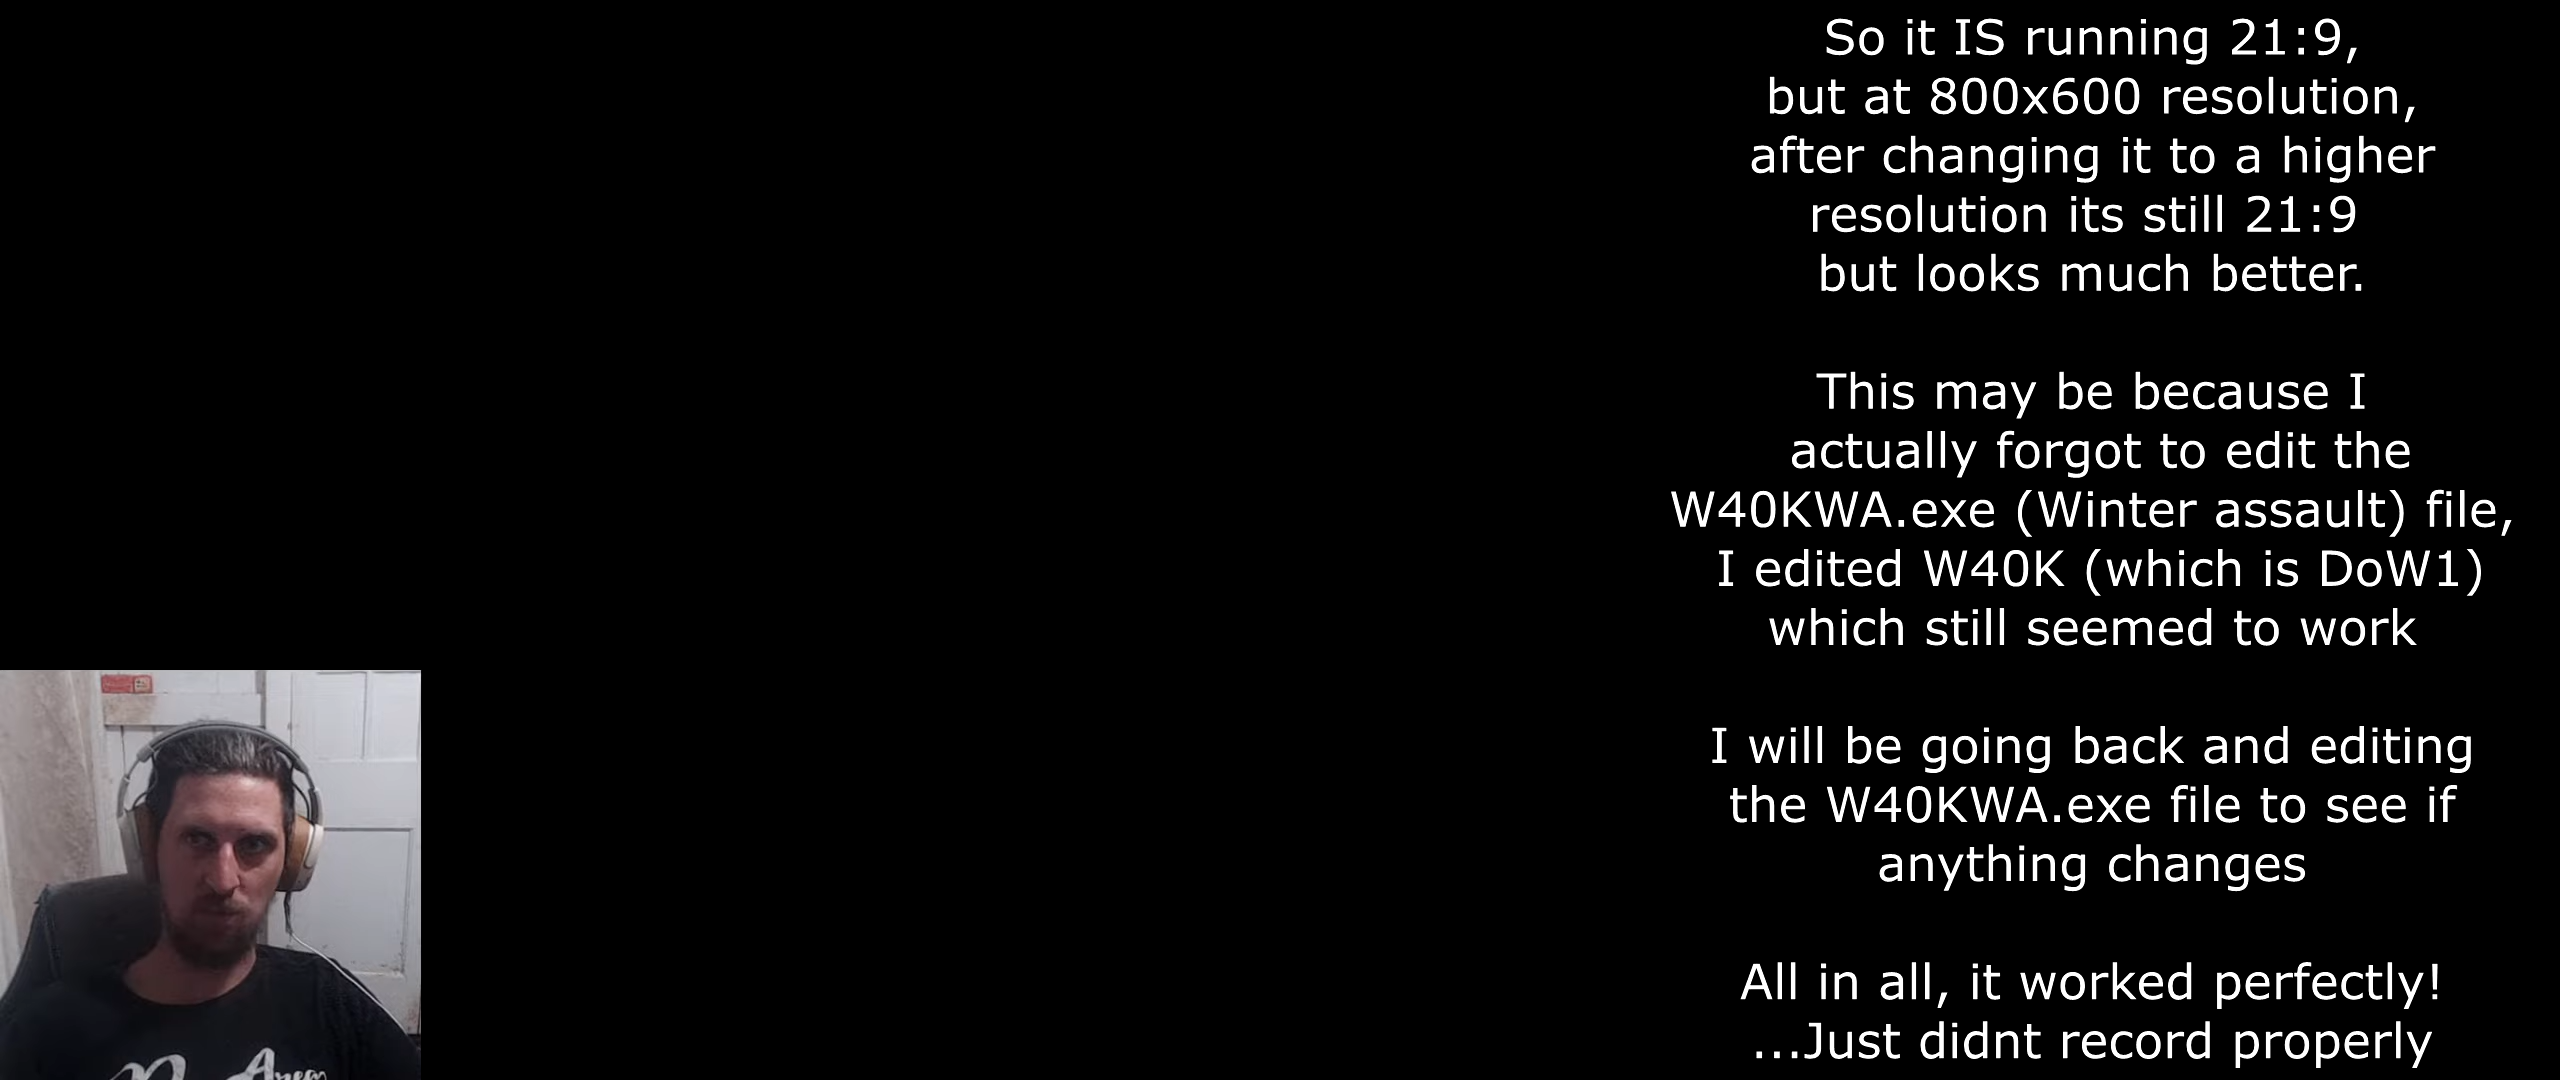 So it IS running 21:9,
but at 800x600 resolution,
after changing it to a higher
resolution its still 21:9
but looks much better.
This may be because I
actually forgot to edit the
W40KWA.exe (Winter assault) file,
I edited W40K (which is DoW1)
which still seemed to work
I will be going back and editing
the W40KWA.exe file to see if
anything changes
All in all, it worked perfectly!
...Just didnt record properly